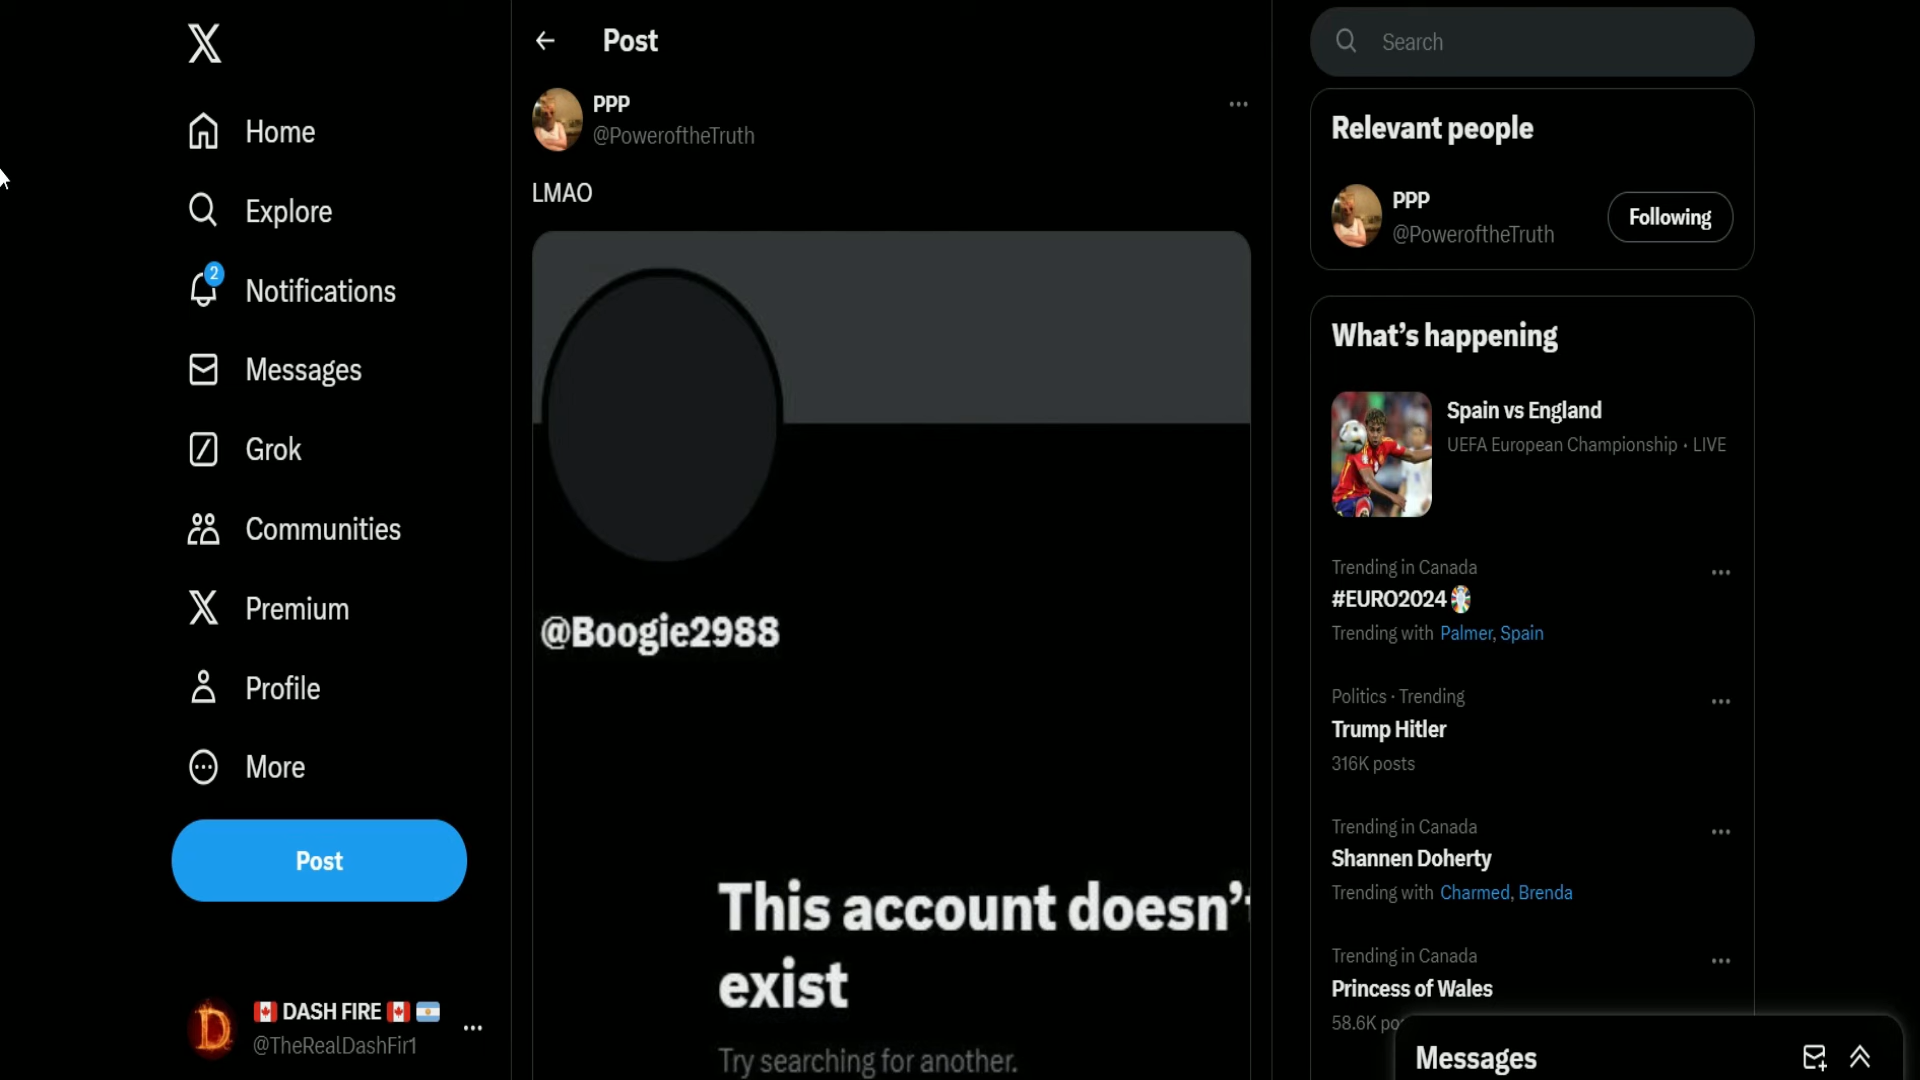 Home
Explore
2
Notifications
Messages
Grok
Communities
Premium
Profile
More
Post
DASH FIRE
@TheRealDashFir1
Post
PPP
@PoweroftheTruth
LMAO
@Boogie2988
This account doesn’t
exist
Try searching for another.
Search
Relevant people
PPP
@PoweroftheTruth
Following
What’s happening
Spain vs England
UEFA European Championship · LIVE
Trending in Canada
#EURO2024
Trending with Palmer, Spain
Politics · Trending
Trump Hitler
316K posts
Trending in Canada
Shannen Doherty
Trending with Charmed, Brenda
Trending in Canada
Princess of Wales
58.6K po
Messages